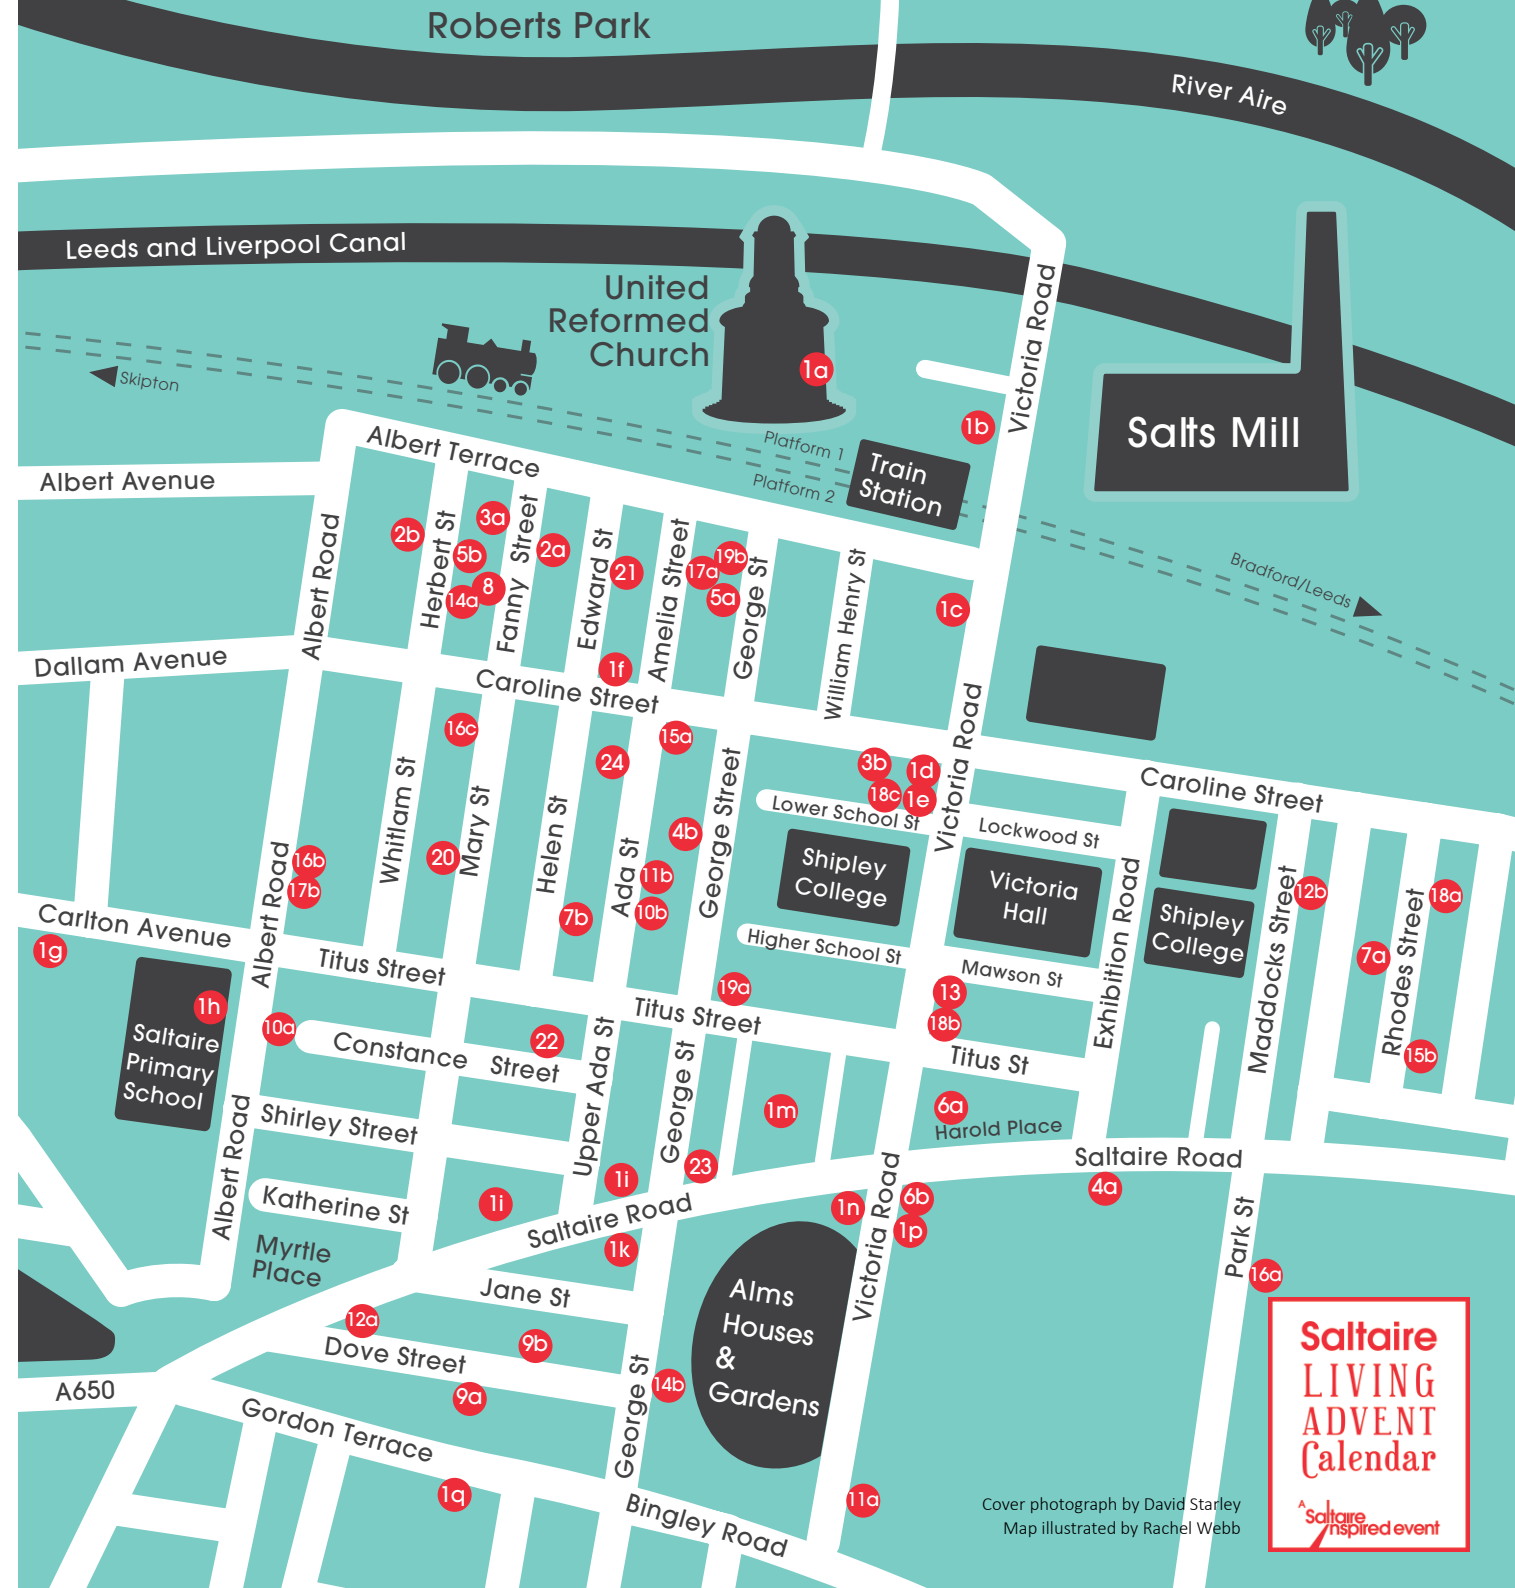 Roberts Park
River Aire
Leeds and Liverpool Canal
Victoria Road
United
Reformed
Church
1a
Skipton
1b
Salts Mill
Albert Terrace
Platform 1
Platform 2
Train
Station
Albert Avenue
Bradford/Leeds
Albert Road
2b
Herbert St
3a
5b
8
14a
Fanny Street
2a
Edward St
21
Amelia Street
17a
19b
5a
George St
William Henry St
1c
Dallam Avenue
1f
Caroline Street
16c
15a
24
3b
1d
18c
1e
Victoria Road
Caroline Street
Lower School St
Lockwood St
Whitlam St
Mary St
Helen St
Ada St
George Street
4b
Shipley
College
Victoria
Hall
Exhibition Road
Shipley
College
Maddocks Street
12b
Rhodes Street
18a
7a
15b
Albert Road
16b
17b
20
11b
10b
7b
Carlton Avenue
1g
Titus Street
Higher School St
Mawson St
19a
13
18b
1h
Saltaire
Primary
School
10a
Titus Street
Titus St
Constance Street
22
Upper Ada St
George St
1m
6a
Harold Place
Albert Road
Shirley Street
Saltaire Road
4a
23
1i
1i
Katherine St
Saltaire Road
1n
6b
1p
Victoria Road
Park St
16a
Myrtle
Place
1k
Jane St
Alms
Houses
&
Gardens
12a
9b
Dove Street
14b
9a
A650
George St
Gordon Terrace
1q
Bingley Road
11a
Cover photograph by David Starley
Map illustrated by Rachel Webb
Saltaire
LIVING
ADVENT
Calendar
A
Saltaire
Inspired event